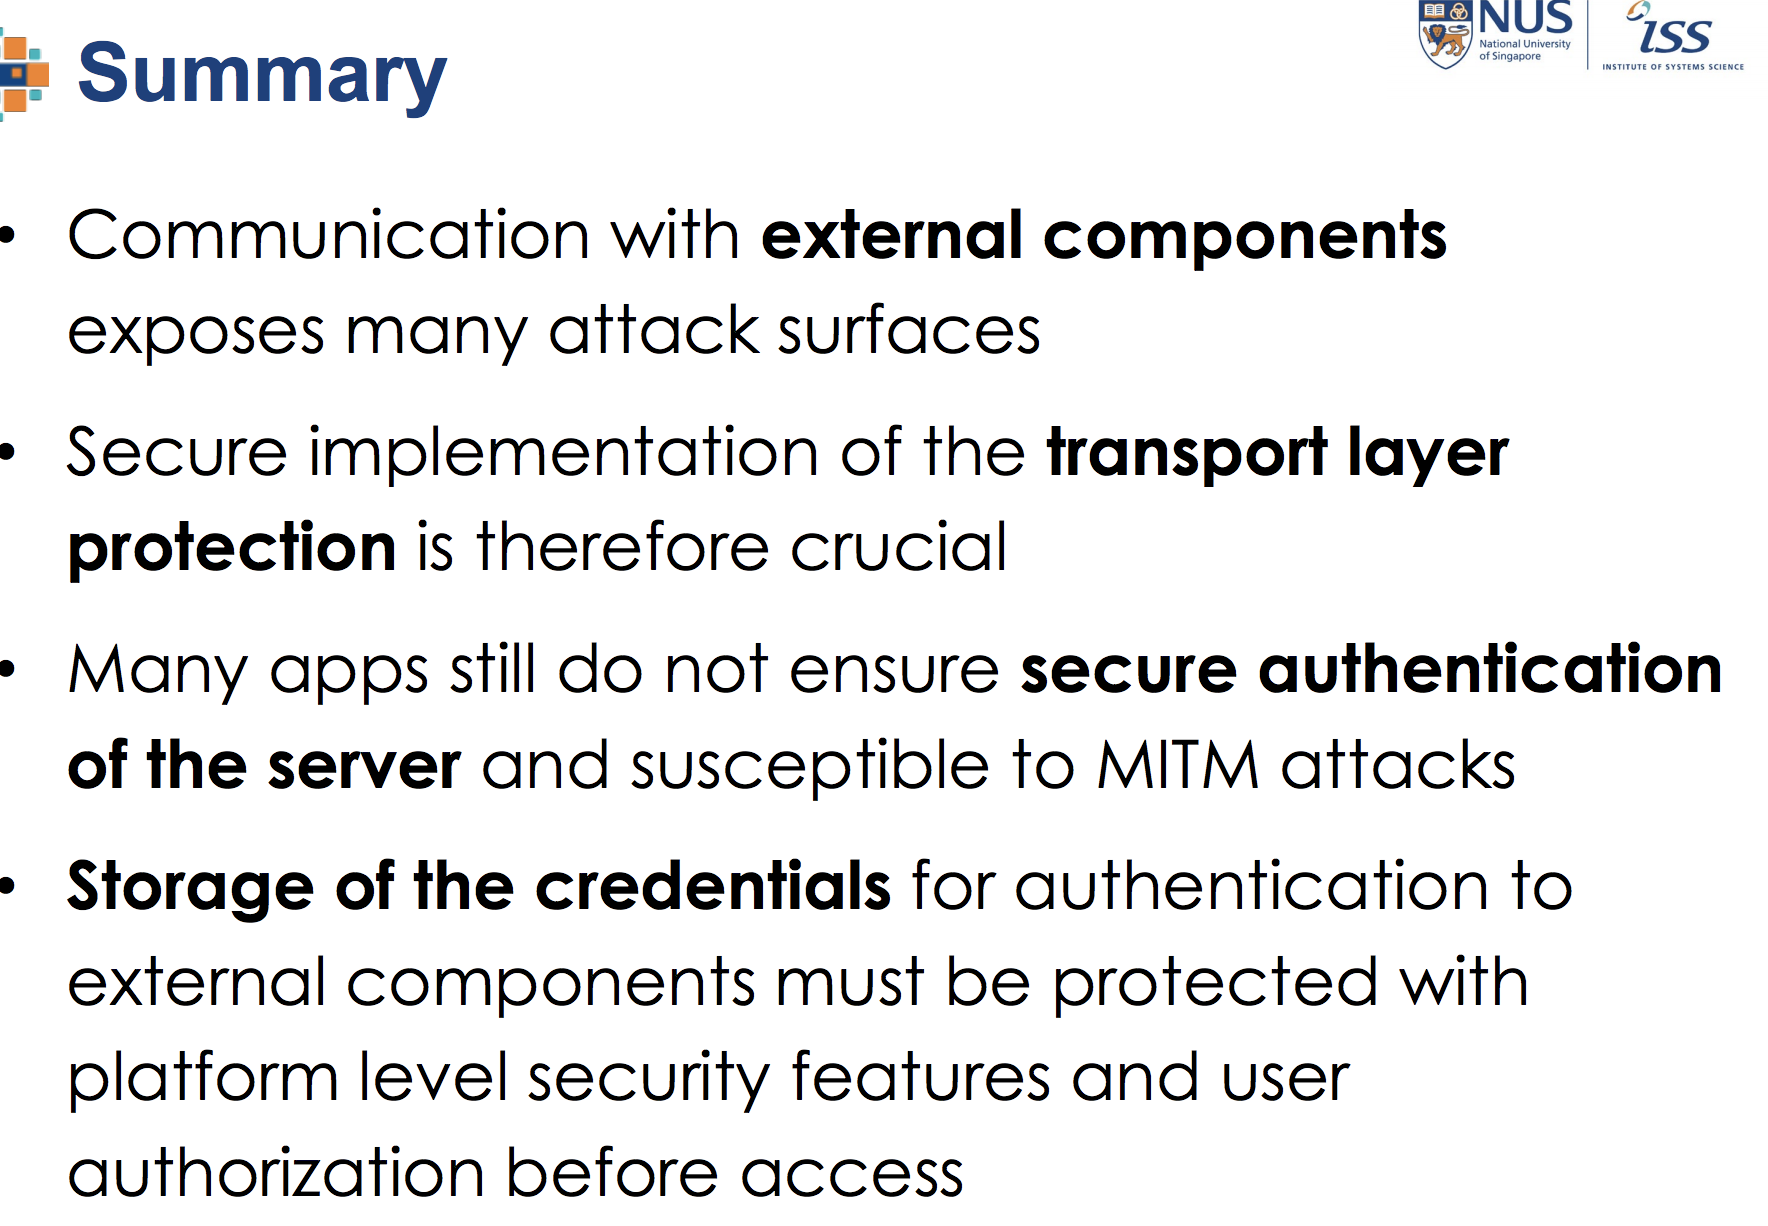 NUS
National University
of Singapore
iss
INSTITUTE OF SYSTEMS SCIENCE
Summary
• Communication with external components
exposes many attack surfaces
• Secure implementation of the transport layer
protection is therefore crucial
• Many apps still do not ensure secure authentication
of the server and susceptible to MITM attacks
• Storage of the credentials for authentication to
external components must be protected with
platform level security features and user
authorization before access